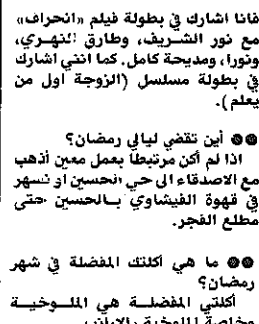 فانا اشارك في بطولة فيلم «انحراف»
مع نور الشريف، وطارق النهري،
ونورا، ومديحة كامل. كما انني اشارك
في بطولة مسلسل (الزوجة اول من
يعلم).
●● أين تقضي ليالي رمضان؟
اذا لم أكن مرتبطا بعمل معين أذهب
مع الاصدقاء الى حي الحسين او نسهر
في قهوة الفيشاوي بالحسين حتى
مطلع الفجر.
●● ما هي أكلتك المفضلة في شهر
رمضان؟
أكلتي المفضلة هي الملوخية
وخاصة الملوخية بالارانب